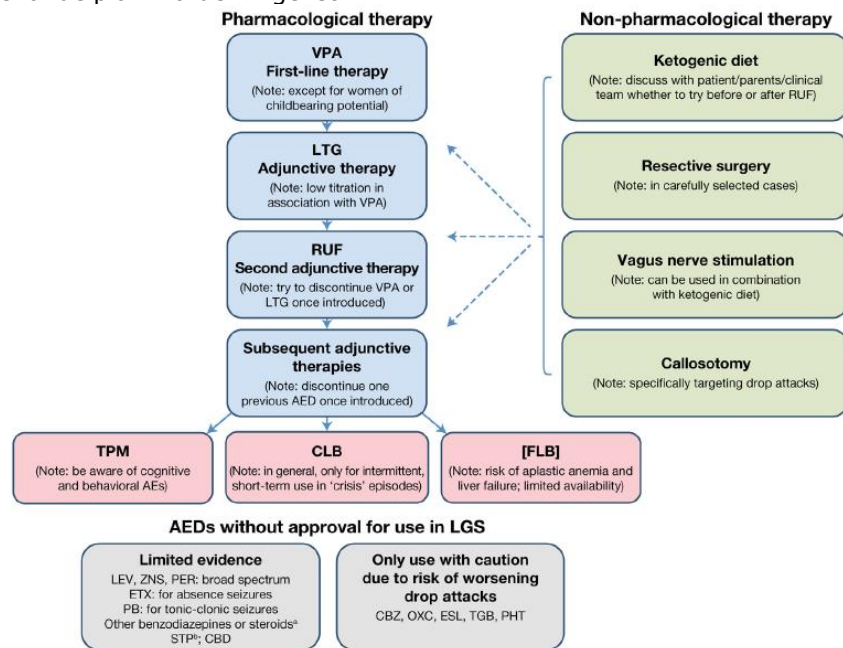 Pharmacological therapy
VPA
First-line therapy
(Note: except for women of
childbearing potential)
LTG
Adjunctive therapy
(Note: low titration in
association with VPA)
RUF
Second adjunctive therapy
(Note: try to discontinue VPA or
LTG once introduced)
Subsequent adjunctive
therapies
(Note: discontinue one
previous AED once introduced)
Non-pharmacological therapy
Ketogenic diet
(Note: discuss with patient/parents/clinical
team whether to try before or after RUF)
Resective surgery
(Note: in carefully selected cases)
Vagus nerve stimulation
(Note: can be used in combination
with ketogenic diet)
Callosotomy
(Note: specifically targeting drop attacks)
TPM
(Note: be aware of cognitive
and behavioral AEs)
CLB
(Note: in general, only for intermittent,
short-term use in ‘crisis’ episodes)
[FLB]
(Note: risk of aplastic anemia and
liver failure; limited availability)
AEDs without approval for use in LGS
Limited evidence
LEV, ZNS, PER: broad spectrum
ETX: for absence seizures
PB: for tonic-clonic seizures
Other benzodiazepines or steroidsᵃ
STPᵇ; CBD
Only use with caution
due to risk of worsening
drop attacks
CBZ, OXC, ESL, TGB, PHT